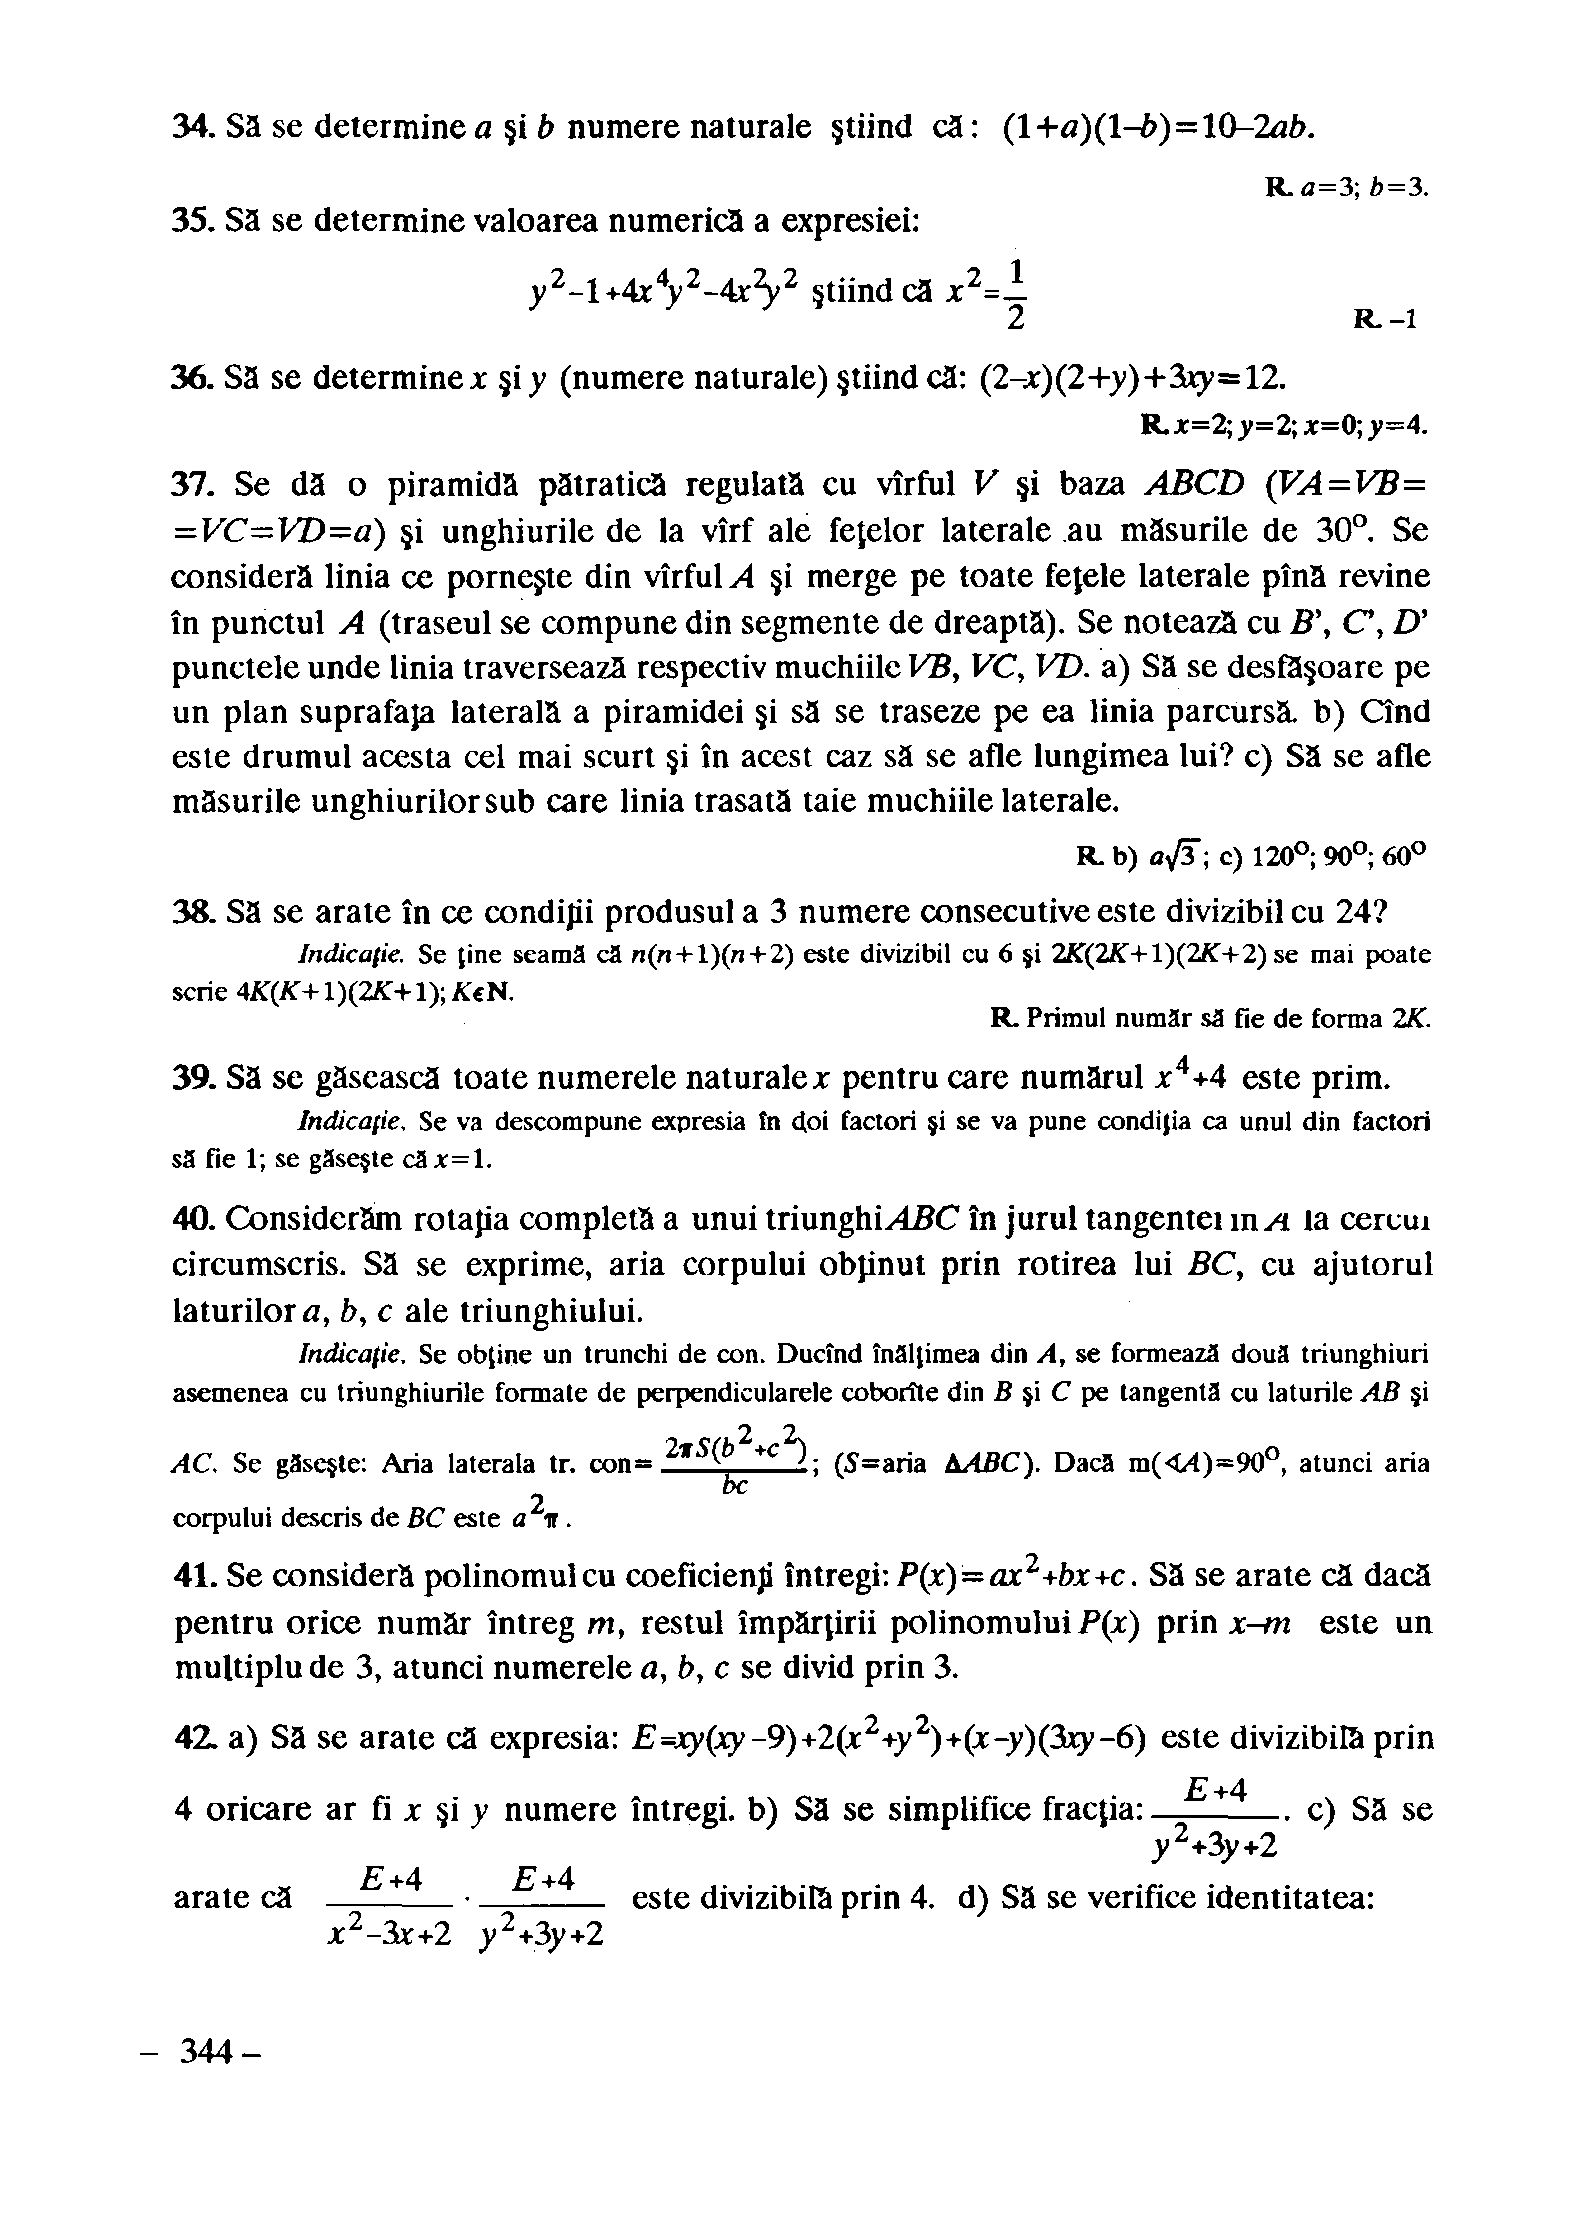 34. Să se determine a şi b numere naturale ştiind că: (1+a)(1–b)=10–2ab.
R. a=3; b=3.
35. Să se determine valoarea numerică a expresiei:
y²-1+4x⁴y²-4x²y² ştiind că x²=1/2
R. -1
36. Să se determine x şi y (numere naturale) ştiind că: (2–x)(2+y)+3xy=12.
R. x=2; y=2; x=0; y=4.
37. Se dă o piramidă pătratică regulată cu vîrful V şi baza ABCD (VA=VB=
=VC=VD=a) şi unghiurile de la vîrf ale feţelor laterale au măsurile de 30°. Se
consideră linia ce porneşte din vîrful A şi merge pe toate feţele laterale pînă revine
în punctul A (traseul se compune din segmente de dreaptă). Se notează cu B’, C’, D’
punctele unde linia traversează respectiv muchiile VB, VC, VD. a) Să se desfăşoare pe
un plan suprafaţa laterală a piramidei şi să se traseze pe ea linia parcursă. b) Cînd
este drumul acesta cel mai scurt şi în acest caz să se afle lungimea lui? c) Să se afle
măsurile unghiurilor sub care linia trasată taie muchiile laterale.
R. b) a√3 ; c) 120°; 90°; 60°
38. Să se arate în ce condiţii produsul a 3 numere consecutive este divizibil cu 24?
Indicaţie. Se ţine seamă că n(n+1)(n+2) este divizibil cu 6 şi 2K(2K+1)(2K+2) se mai poate
scrie 4K(K+1)(2K+1); K∈N.
R. Primul număr să fie de forma 2K.
39. Să se găsească toate numerele naturale x pentru care numărul x⁴+4 este prim.
Indicaţie. Se va descompune expresia în doi factori şi se va pune condiţia ca unul din factori
să fie 1; se găseşte că x=1.
40. Considerăm rotaţia completă a unui triunghi ABC în jurul tangentei în A la cercul
circumscris. Să se exprime, aria corpului obţinut prin rotirea lui BC, cu ajutorul
laturilor a, b, c ale triunghiului.
Indicaţie. Se obţine un trunchi de con. Ducînd înălţimea din A, se formează două triunghiuri
asemenea cu triunghiurile formate de perpendicularele coborîte din B şi C pe tangentă cu laturile AB şi
AC. Se găseşte: Aria laterala tr. con= 2πS(b²+c²)/bc ; (S=aria ΔABC). Dacă m(∢A)=90°, atunci aria
corpului descris de BC este a²π .
41. Se consideră polinomul cu coeficienţi întregi: P(x)=ax²+bx+c. Să se arate că dacă
pentru orice număr întreg m, restul împărţirii polinomului P(x) prin x–m este un
multiplu de 3, atunci numerele a, b, c se divid prin 3.
42. a) Să se arate că expresia: E=xy(xy-9)+2(x²+y²)+(x-y)(3xy-6) este divizibilă prin
4 oricare ar fi x şi y numere întregi. b) Să se simplifice fracţia: (E+4)/(y²+3y+2). c) Să se
arate că (E+4)/(x²-3x+2) · (E+4)/(y²+3y+2) este divizibilă prin 4. d) Să se verifice identitatea:
– 344 –